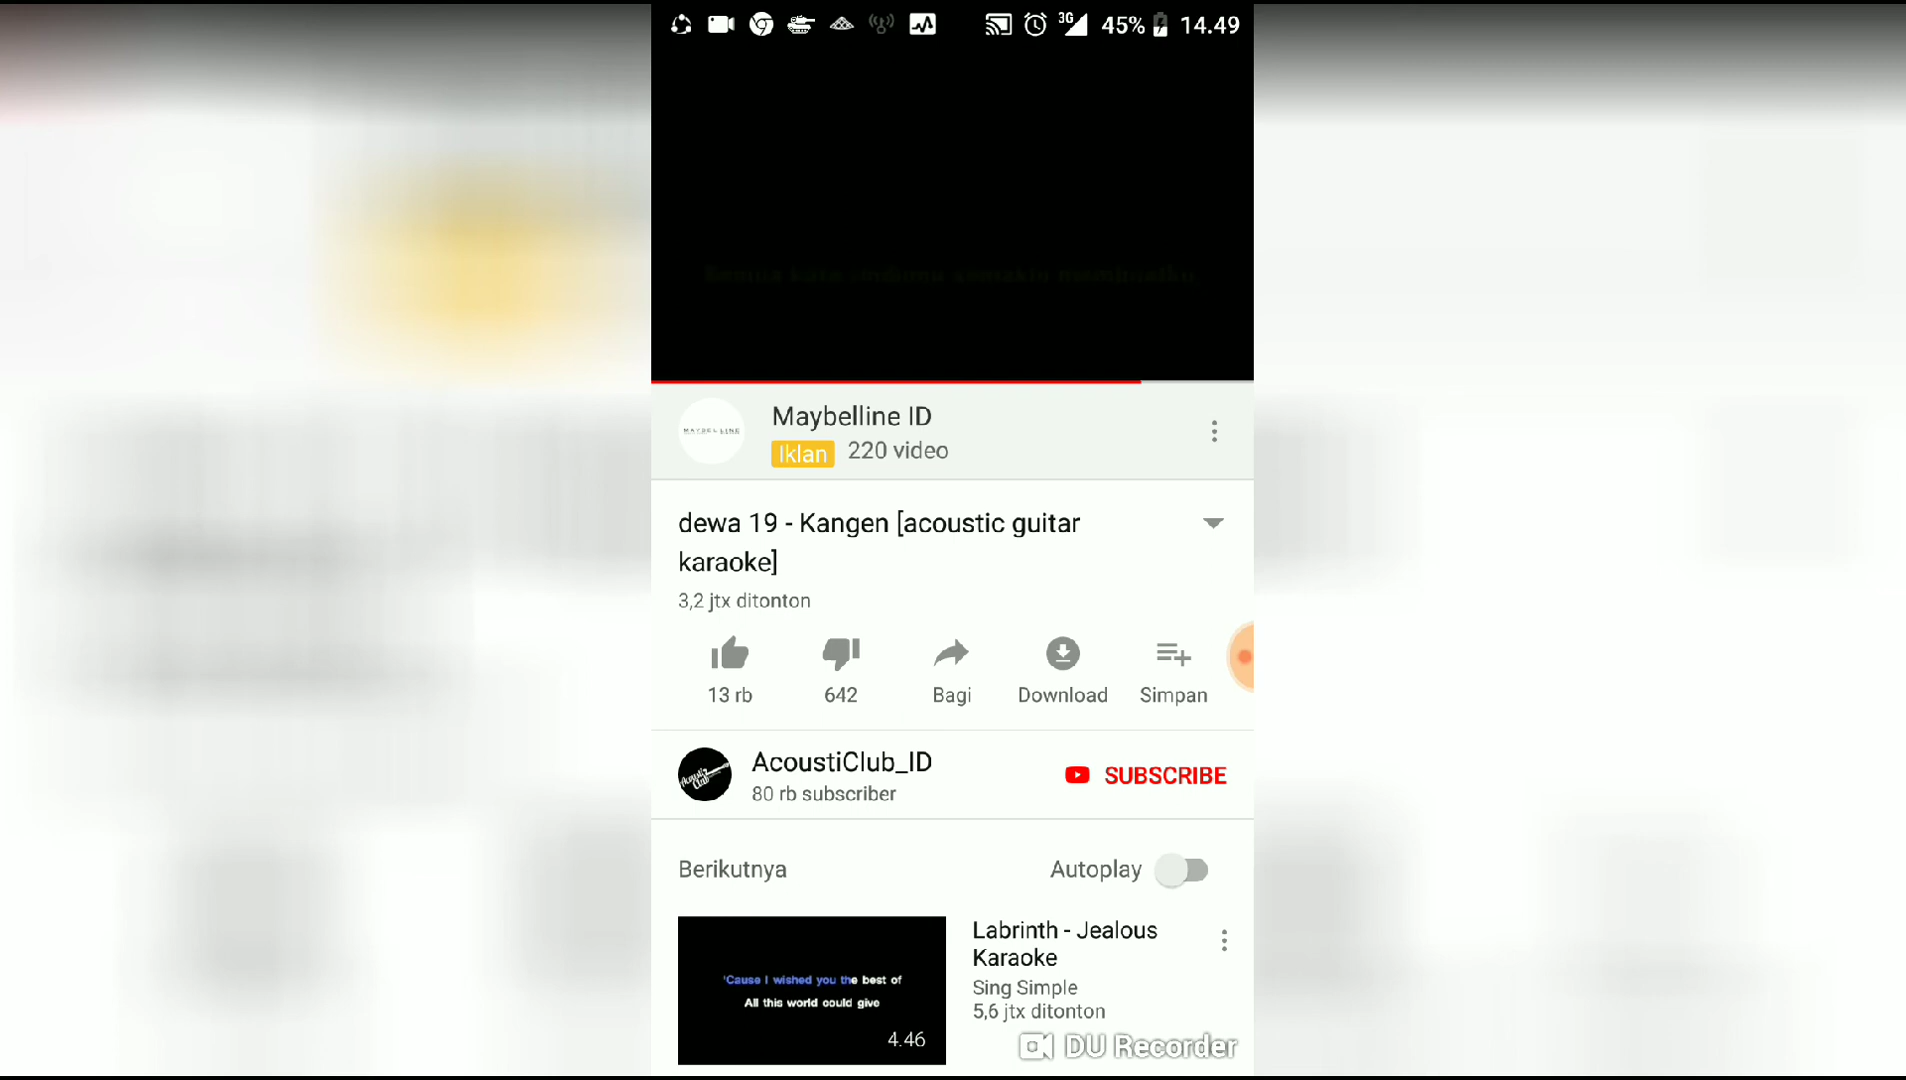 3G 45% 14.49
MAYBELLINE
Maybelline ID
Iklan 220 video
dewa 19 - Kangen [acoustic guitar
karaoke]
3,2 jtx ditonton
13 rb 642 Bagi Download Simpan
AcoustiClub_ID
80 rb subscriber
SUBSCRIBE
Berikutnya Autoplay
'Cause I wished you the best of
All this world could give
4.46
Labrinth - Jealous
Karaoke
Sing Simple
5,6 jtx ditonton
DU Recorder